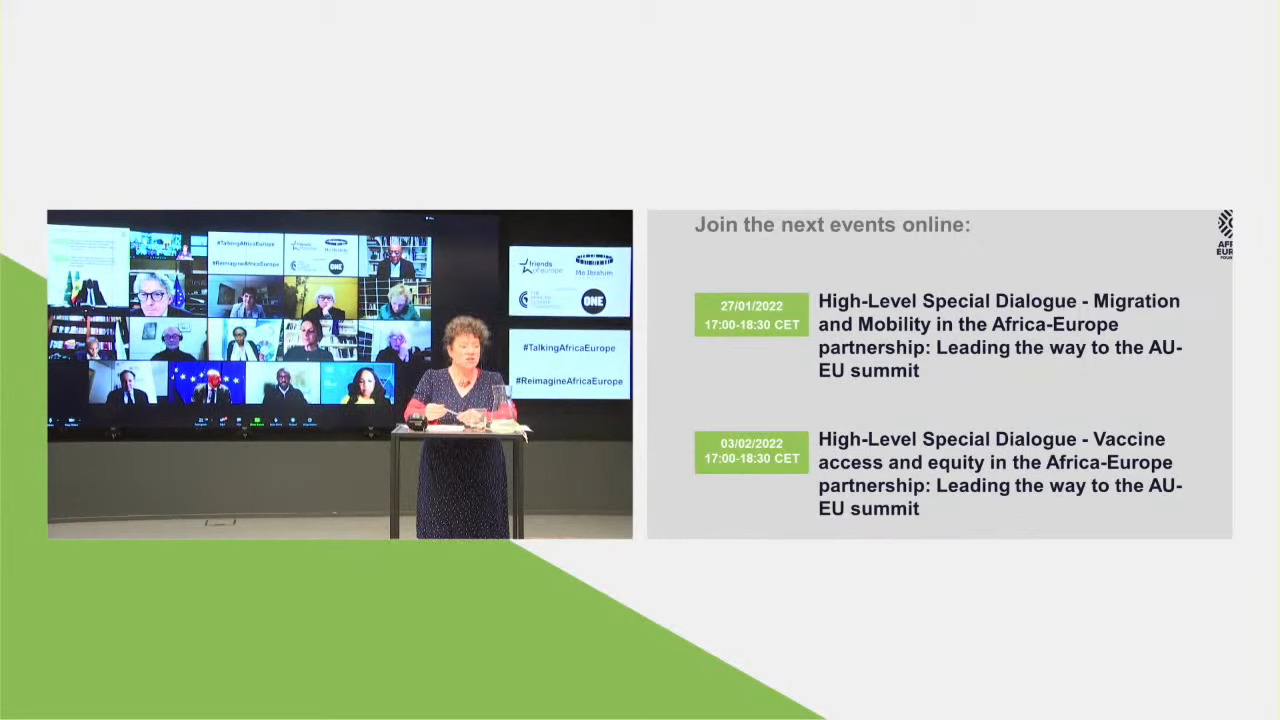 Join the next events online:
27/01/2022
17:00-18:30 CET
High-Level Special Dialogue - Migration
and Mobility in the Africa-Europe
partnership: Leading the way to the AU-
EU summit
03/02/2022
17:00-18:30 CET
High-Level Special Dialogue - Vaccine
access and equity in the Africa-Europe
partnership: Leading the way to the AU-
EU summit
friends
of europe
Mo Ibrahim
ONE
#TalkingAfricaEurope
#ReimagineAfricaEurope
#TalkingAfricaEurope
#ReimagineAfricaEurope
ONE